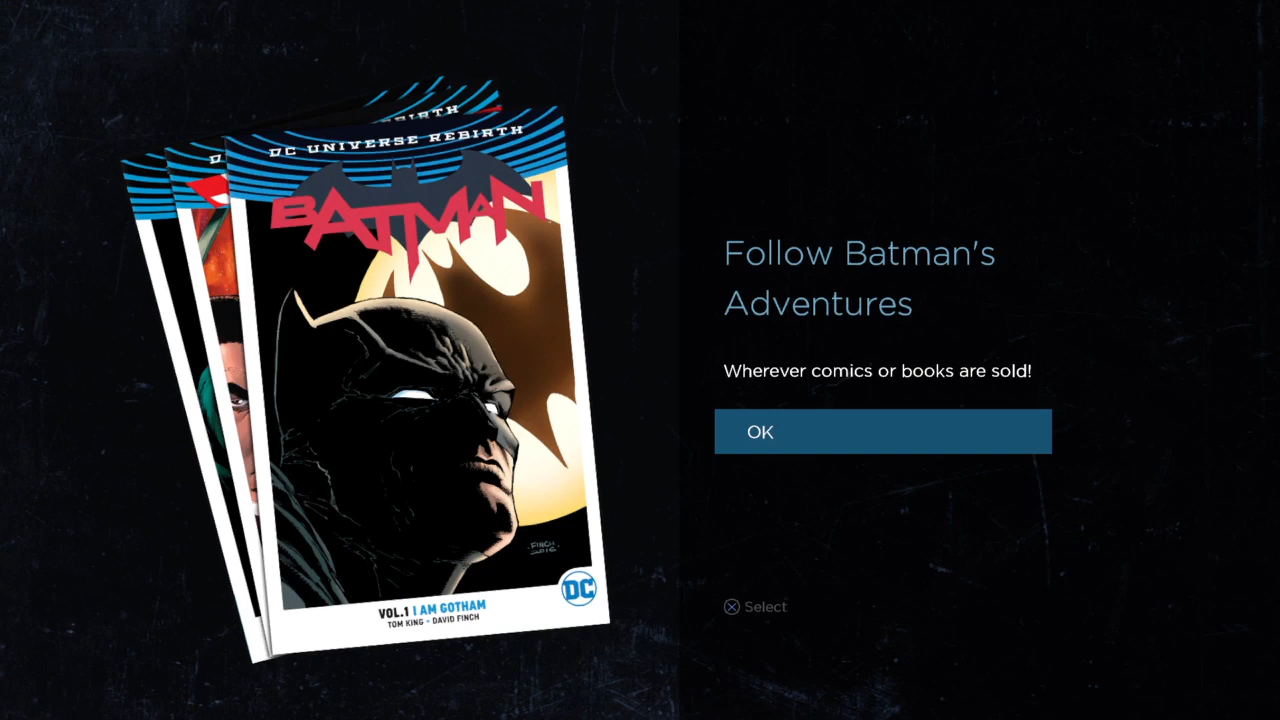 EBIRTH
D
DC UNIVERSE REBIRTH
BATMAN
FINCH
2016
DC
VOL.1 I AM GOTHAM
TOM KING • DAVID FINCH
Follow Batman's
Adventures
Wherever comics or books are sold!
OK
Select